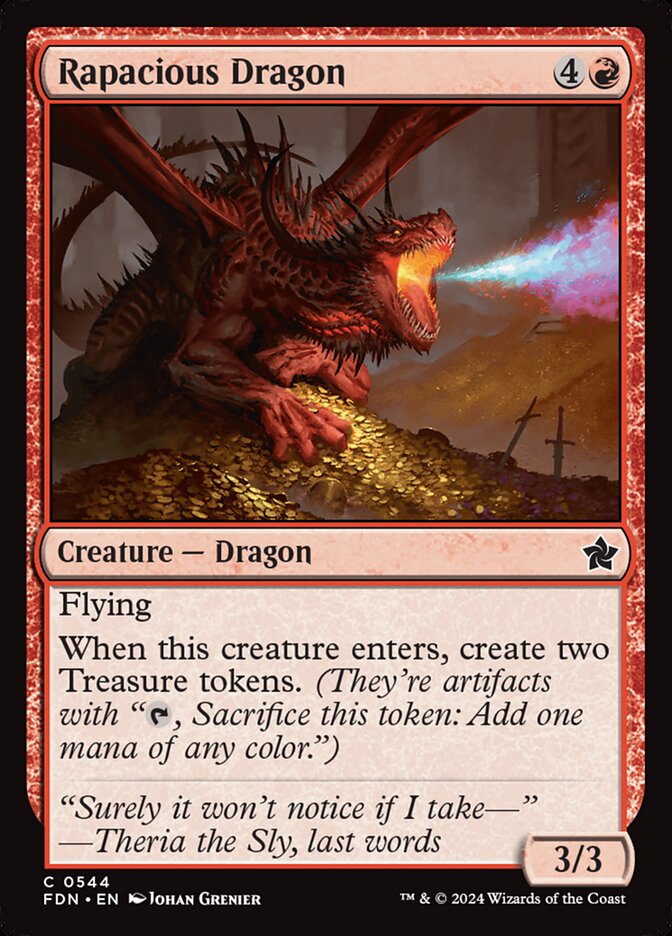 Rapacious Dragon 4
Creature — Dragon
Flying
When this creature enters, create two
Treasure tokens. (They’re artifacts
with “, Sacrifice this token: Add one
mana of any color.”)
“Surely it won’t notice if I take—”
—Theria the Sly, last words
3/3
C 0544
FDN • EN Johan Grenier
™ & © 2024 Wizards of the Coast